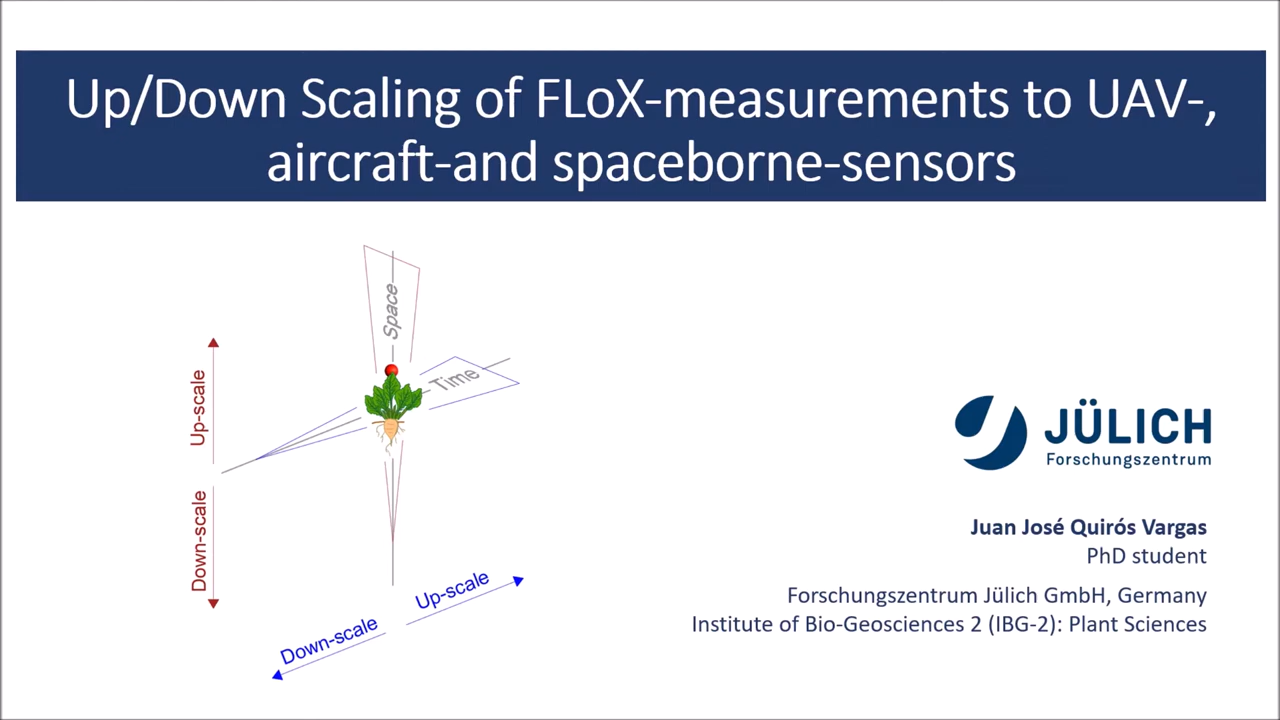 Up/Down Scaling of FLoX-measurements to UAV-,
aircraft-and spaceborne-sensors
Space
Time
Up-scale
Down-scale
Up-scale
Down-scale
JÜLICH
Forschungszentrum
Juan José Quirós Vargas
PhD student
Forschungszentrum Jülich GmbH, Germany
Institute of Bio-Geosciences 2 (IBG-2): Plant Sciences